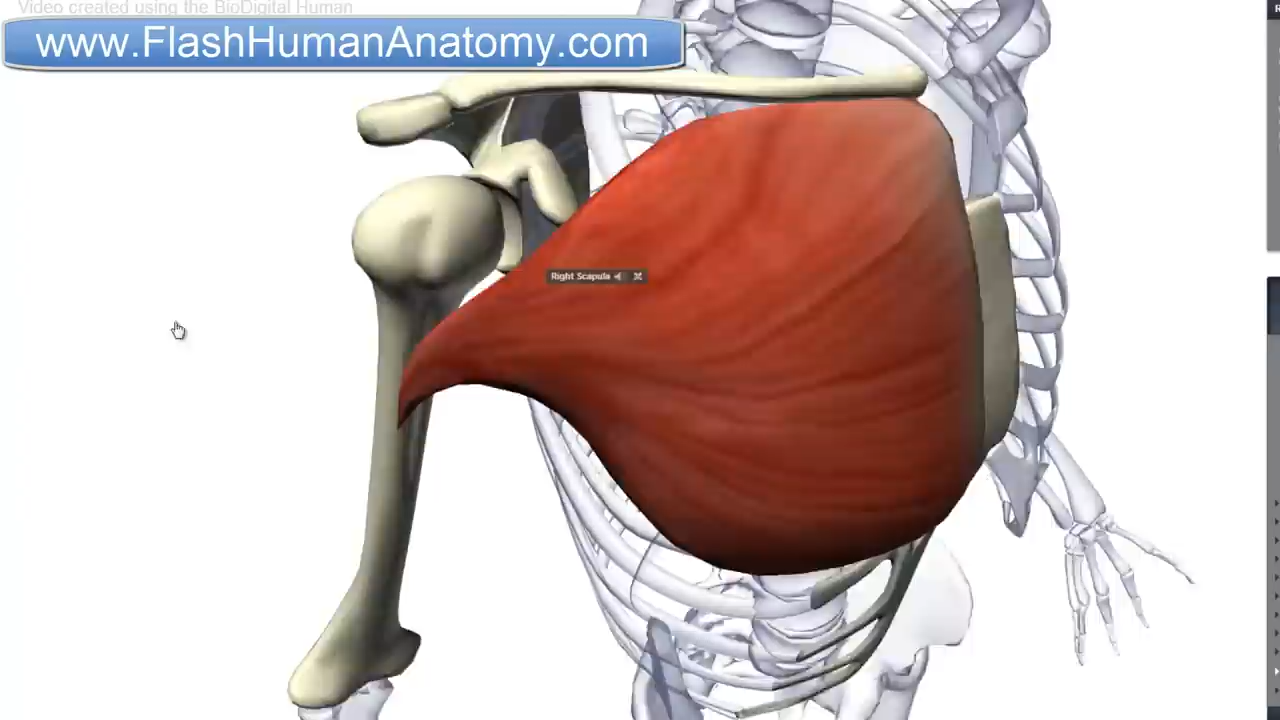 Video created using the BioDigital Human
www.FlashHumanAnatomy.com
Right Scapula